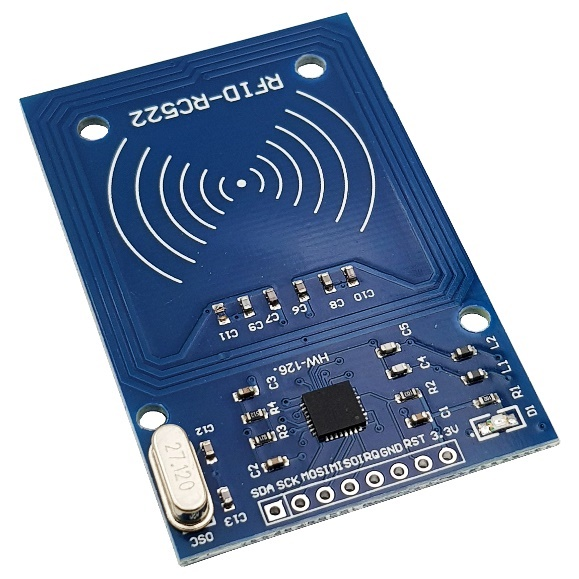 RFID-RC522
C11
C9
C7
C6
C8
C10
HW-126.
C5
C4
L2
L1
C3
R4
R3
C2
R2
C1
R1
D1
C12
27.120
C13
OSC
SDA SCK MOSI MISO IRQ GND RST 3.3V